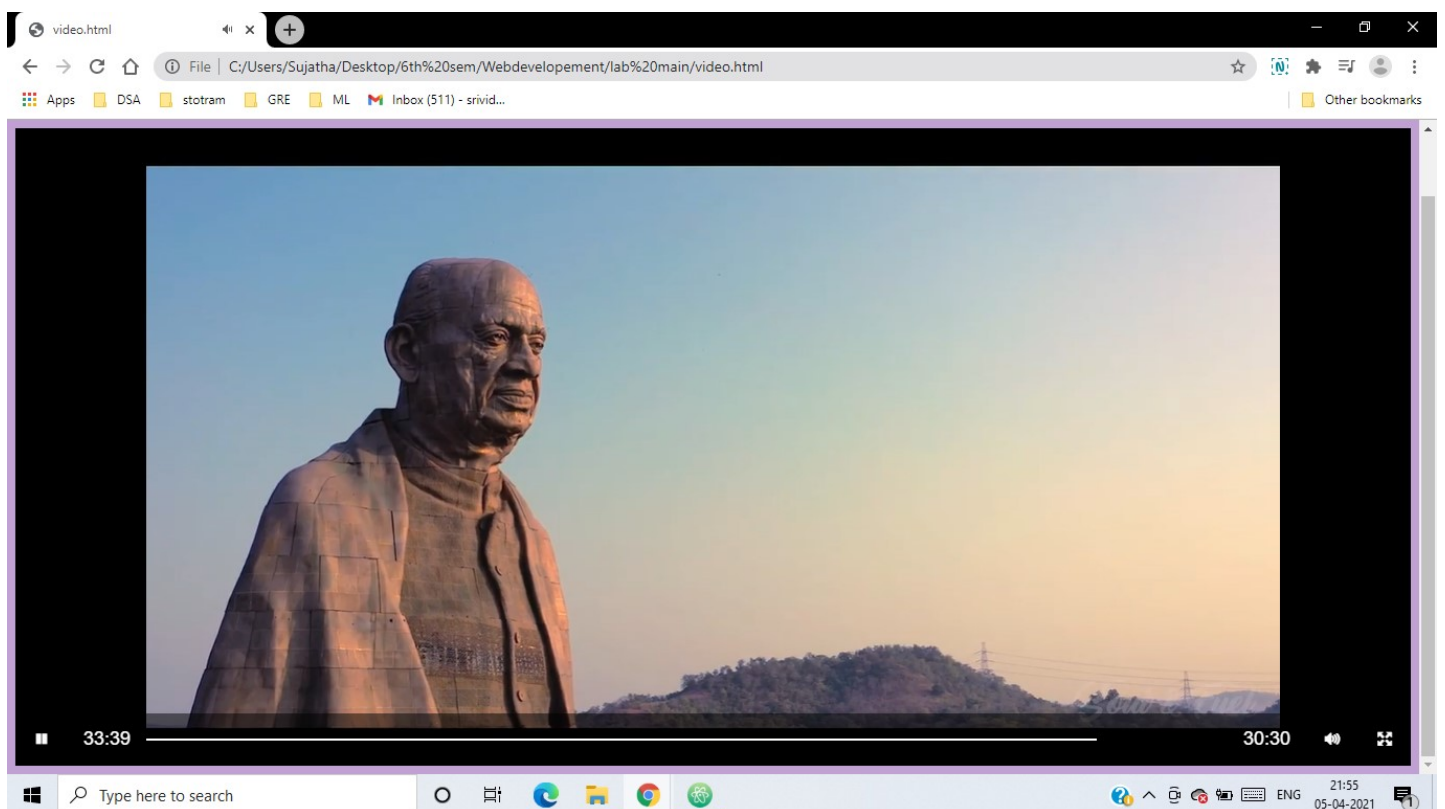 video.html
File | C:/Users/Sujatha/Desktop/6th%20sem/Webdevelopement/lab%20main/video.html
Apps DSA stotram GRE ML Inbox (511) - srivid... Other bookmarks
33:39 30:30
Type here to search ENG 21:55
05-04-2021